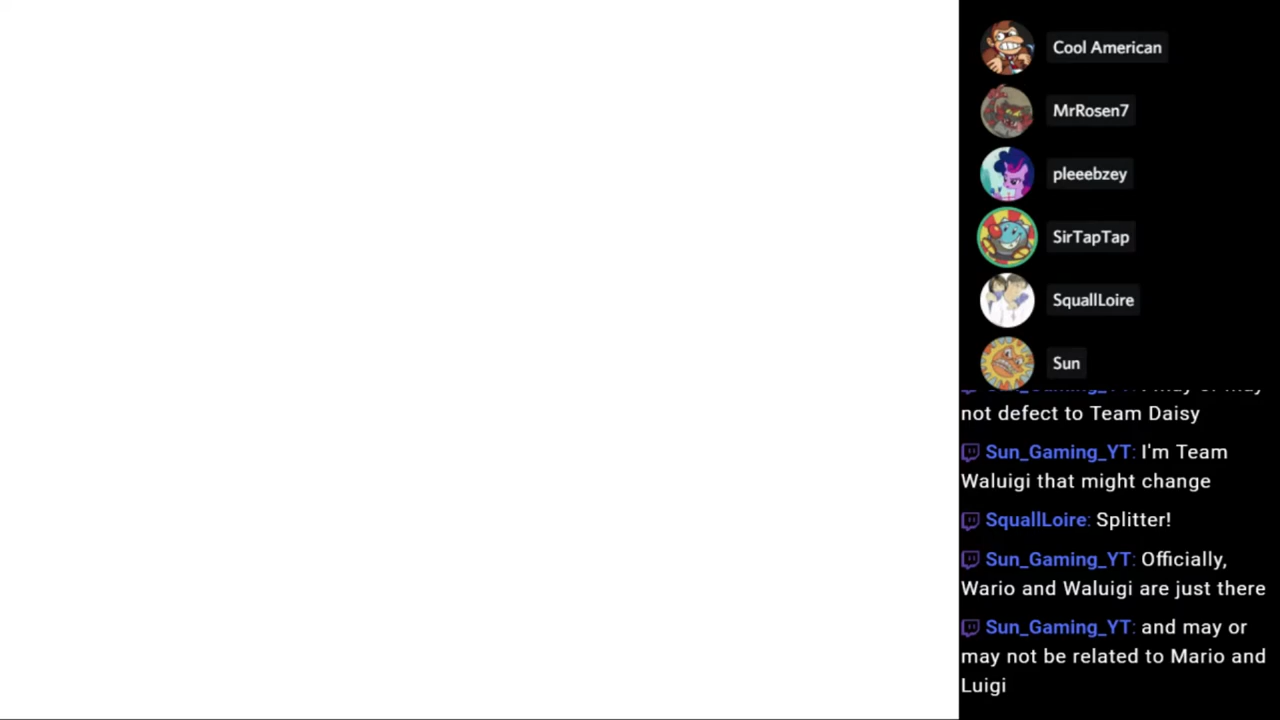 Cool American
MrRosen7
pleeebzey
SirTapTap
SquallLoire
Sun
not defect to Team Daisy
Sun_Gaming_YT: I'm Team
Waluigi that might change
SquallLoire: Splitter!
Sun_Gaming_YT: Officially,
Wario and Waluigi are just there
Sun_Gaming_YT: and may or
may not be related to Mario and
Luigi